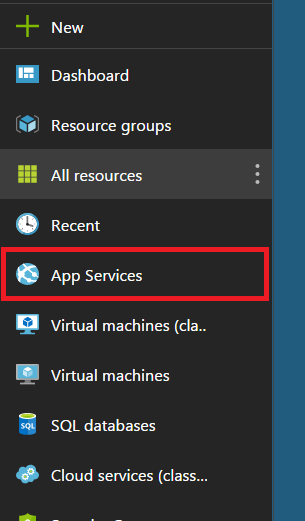 New
Dashboard
Resource groups
All resources
Recent
App Services
Virtual machines (cla..
Virtual machines
SQL
SQL databases
Cloud services (class...